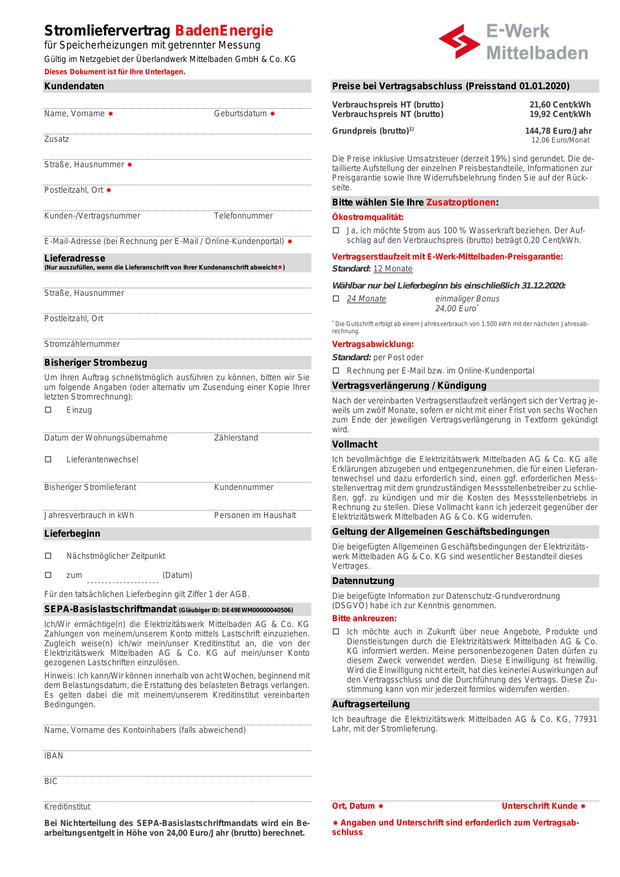 Stromliefervertrag BadenEnergie
für Speicherheizungen mit getrennter Messung
Gültig im Netzgebiet der Überlandwerk Mittelbaden GmbH & Co. KG
Dieses Dokument ist für Ihre Unterlagen.
E-Werk
Mittelbaden
Kundendaten
Name, Vorname * Geburtsdatum *
Zusatz
Straße, Hausnummer *
Postleitzahl, Ort *
Kunden-/Vertragsnummer Telefonnummer
E-Mail-Adresse (bei Rechnung per E-Mail / Online-Kundenportal) *
Lieferadresse
(Nur auszufüllen, wenn die Lieferanschrift von Ihrer Kundenanschrift abweicht*)
Straße, Hausnummer
Postleitzahl, Ort
Stromzählernummer
Bisheriger Strombezug
Um Ihren Auftrag schnellstmöglich ausführen zu können, bitten wir Sie
um folgende Angaben (oder alternativ um Zusendung einer Kopie Ihrer
letzten Stromrechnung):
☐ Einzug
Datum der Wohnungsübernahme Zählerstand
☐ Lieferantenwechsel
Bisheriger Stromlieferant Kundennummer
Jahresverbrauch in kWh Personen im Haushalt
Lieferbeginn
☐ Nächstmöglicher Zeitpunkt
☐ zum (Datum)
Für den tatsächlichen Lieferbeginn gilt Ziffer 1 der AGB.
SEPA-Basislastschriftmandat (Gläubiger ID: DE49EWM00000040506)
Ich/Wir ermächtige(n) die Elektrizitätswerk Mittelbaden AG & Co. KG
Zahlungen von meinem/unserem Konto mittels Lastschrift einzuziehen.
Zugleich weise(n) ich/wir mein/unser Kreditinstitut an, die von der
Elektrizitätswerk Mittelbaden AG & Co. KG auf mein/unser Konto
gezogenen Lastschriften einzulösen.
Hinweis: Ich kann/Wir können innerhalb von acht Wochen, beginnend mit
dem Belastungsdatum, die Erstattung des belasteten Betrags verlangen.
Es gelten dabei die mit meinem/unserem Kreditinstitut vereinbarten
Bedingungen.
Name, Vorname des Kontoinhabers (falls abweichend)
IBAN
BIC
Kreditinstitut
Bei Nichterteilung des SEPA-Basislastschriftmandats wird ein Be-
arbeitungsentgelt in Höhe von 24,00 Euro/Jahr (brutto) berechnet.
Preise bei Vertragsabschluss (Preisstand 01.01.2020)
Verbrauchspreis HT (brutto) 21,60 Cent/kWh
Verbrauchspreis NT (brutto) 19,92 Cent/kWh
Grundpreis (brutto)1) 144,78 Euro/Jahr
12,06 Euro/Monat
Die Preise inklusive Umsatzsteuer (derzeit 19%) sind gerundet. Die de-
taillierte Aufstellung der einzelnen Preisbestandteile, Informationen zur
Preisgarantie sowie Ihre Widerrufsbelehrung finden Sie auf der Rück-
seite.
Bitte wählen Sie Ihre Zusatzoptionen:
Ökostromqualität:
☐ Ja, ich möchte Strom aus 100 % Wasserkraft beziehen. Der Auf-
schlag auf den Verbrauchspreis (brutto) beträgt 0,20 Cent/kWh.
Vertragserstlaufzeit mit E-Werk-Mittelbaden-Preisgarantie:
Standard: 12 Monate
Wählbar nur bei Lieferbeginn bis einschließlich 31.12.2020:
☐ 24 Monate einmaliger Bonus
24,00 Euro*
* Die Gutschrift erfolgt ab einem Jahresverbrauch von 1.500 kWh mit der nächsten Jahresab-
rechnung.
Vertragsabwicklung:
Standard: per Post oder
☐ Rechnung per E-Mail bzw. im Online-Kundenportal
Vertragsverlängerung / Kündigung
Nach der vereinbarten Vertragserstlaufzeit verlängert sich der Vertrag je-
weils um zwölf Monate, sofern er nicht mit einer Frist von sechs Wochen
zum Ende der jeweiligen Vertragsverlängerung in Textform gekündigt
wird.
Vollmacht
Ich bevollmächtige die Elektrizitätswerk Mittelbaden AG & Co. KG alle
Erklärungen abzugeben und entgegenzunehmen, die für einen Lieferan-
tenwechsel und dazu erforderlich sind, einen ggf. erforderlichen Mess-
stellenvertrag mit dem grundzuständigen Messstellenbetreiber zu schlie-
ßen, ggf. zu kündigen und mir die Kosten des Messstellenbetriebs in
Rechnung zu stellen. Diese Vollmacht kann ich jederzeit gegenüber der
Elektrizitätswerk Mittelbaden AG & Co. KG widerrufen.
Geltung der Allgemeinen Geschäftsbedingungen
Die beigefügten Allgemeinen Geschäftsbedingungen der Elektrizitäts-
werk Mittelbaden AG & Co. KG sind wesentlicher Bestandteil dieses
Vertrages.
Datennutzung
Die beigefügte Information zur Datenschutz-Grundverordnung
(DSGVO) habe ich zur Kenntnis genommen.
Bitte ankreuzen:
☐ Ich möchte auch in Zukunft über neue Angebote, Produkte und
Dienstleistungen durch die Elektrizitätswerk Mittelbaden AG & Co.
KG informiert werden. Meine personenbezogenen Daten dürfen zu
diesem Zweck verwendet werden. Diese Einwilligung ist freiwillig.
Wird die Einwilligung nicht erteilt, hat dies keinerlei Auswirkungen auf
den Vertragsschluss und die Durchführung des Vertrags. Diese Zu-
stimmung kann von mir jederzeit formlos widerrufen werden.
Auftragserteilung
Ich beauftrage die Elektrizitätswerk Mittelbaden AG & Co. KG, 77931
Lahr, mit der Stromlieferung.
Ort, Datum * Unterschrift Kunde *
* Angaben und Unterschrift sind erforderlich zum Vertragsab-
schluss